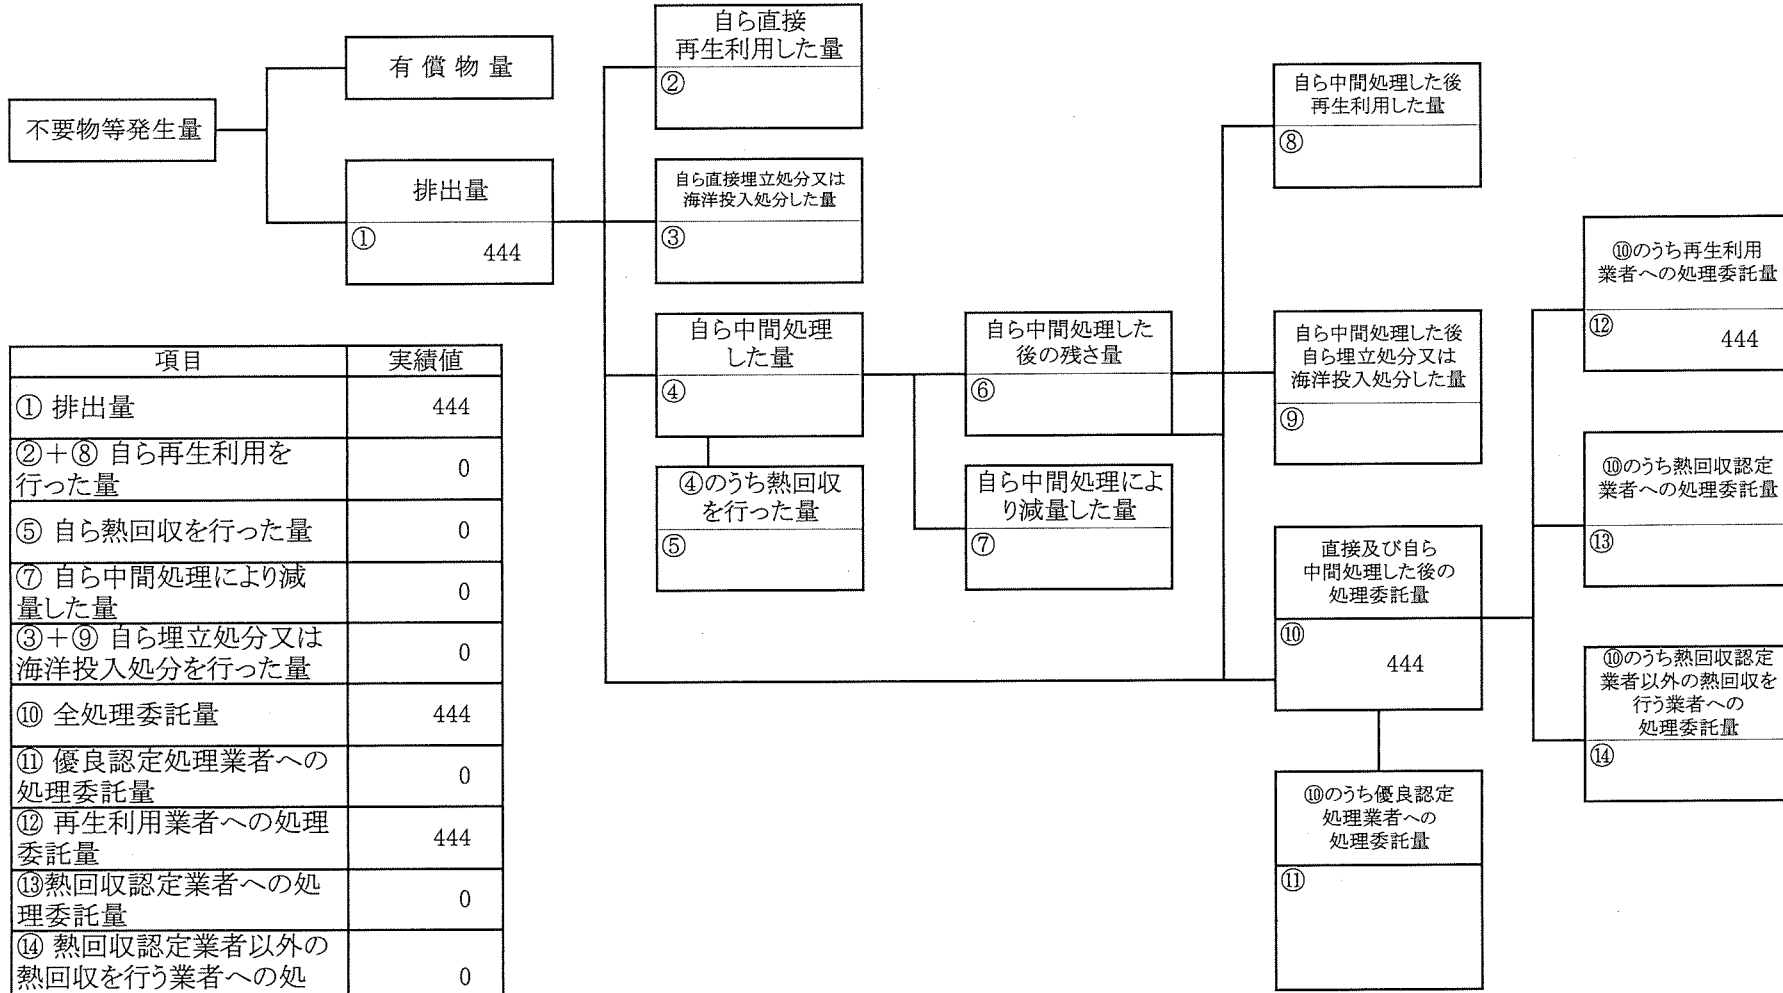 不要物等発生量
有償物量
排出量
①
444
自ら直接
再生利用した量
②
自ら直接埋立処分又は
海洋投入処分した量
③
自ら中間処理
した量
④
④のうち熱回収
を行った量
⑤
自ら中間処理した
後の残さ量
⑥
自ら中間処理によ
り減量した量
⑦
自ら中間処理した後
再生利用した量
⑧
自ら中間処理した後
自ら埋立処分又は
海洋投入処分した量
⑨
直接及び自ら
中間処理した後の
処理委託量
⑩
444
⑩のうち優良認定
処理業者への
処理委託量
⑪
⑩のうち再生利用
業者への処理委託量
⑫
444
⑩のうち熱回収認定
業者への処理委託量
⑬
⑩のうち熱回収認定
業者以外の熱回収を
行う業者への
処理委託量
⑭
項目 実績値
① 排出量 444
②+⑧ 自ら再生利用を
行った量 0
⑤ 自ら熱回収を行った量 0
⑦ 自ら中間処理により減
量した量 0
③+⑨ 自ら埋立処分又は
海洋投入処分を行った量 0
⑩ 全処理委託量 444
⑪ 優良認定処理業者への
処理委託量 0
⑫ 再生利用業者への処理
委託量 444
⑬熱回収認定業者への処
理委託量 0
⑭ 熱回収認定業者以外の
熱回収を行う業者への処 0